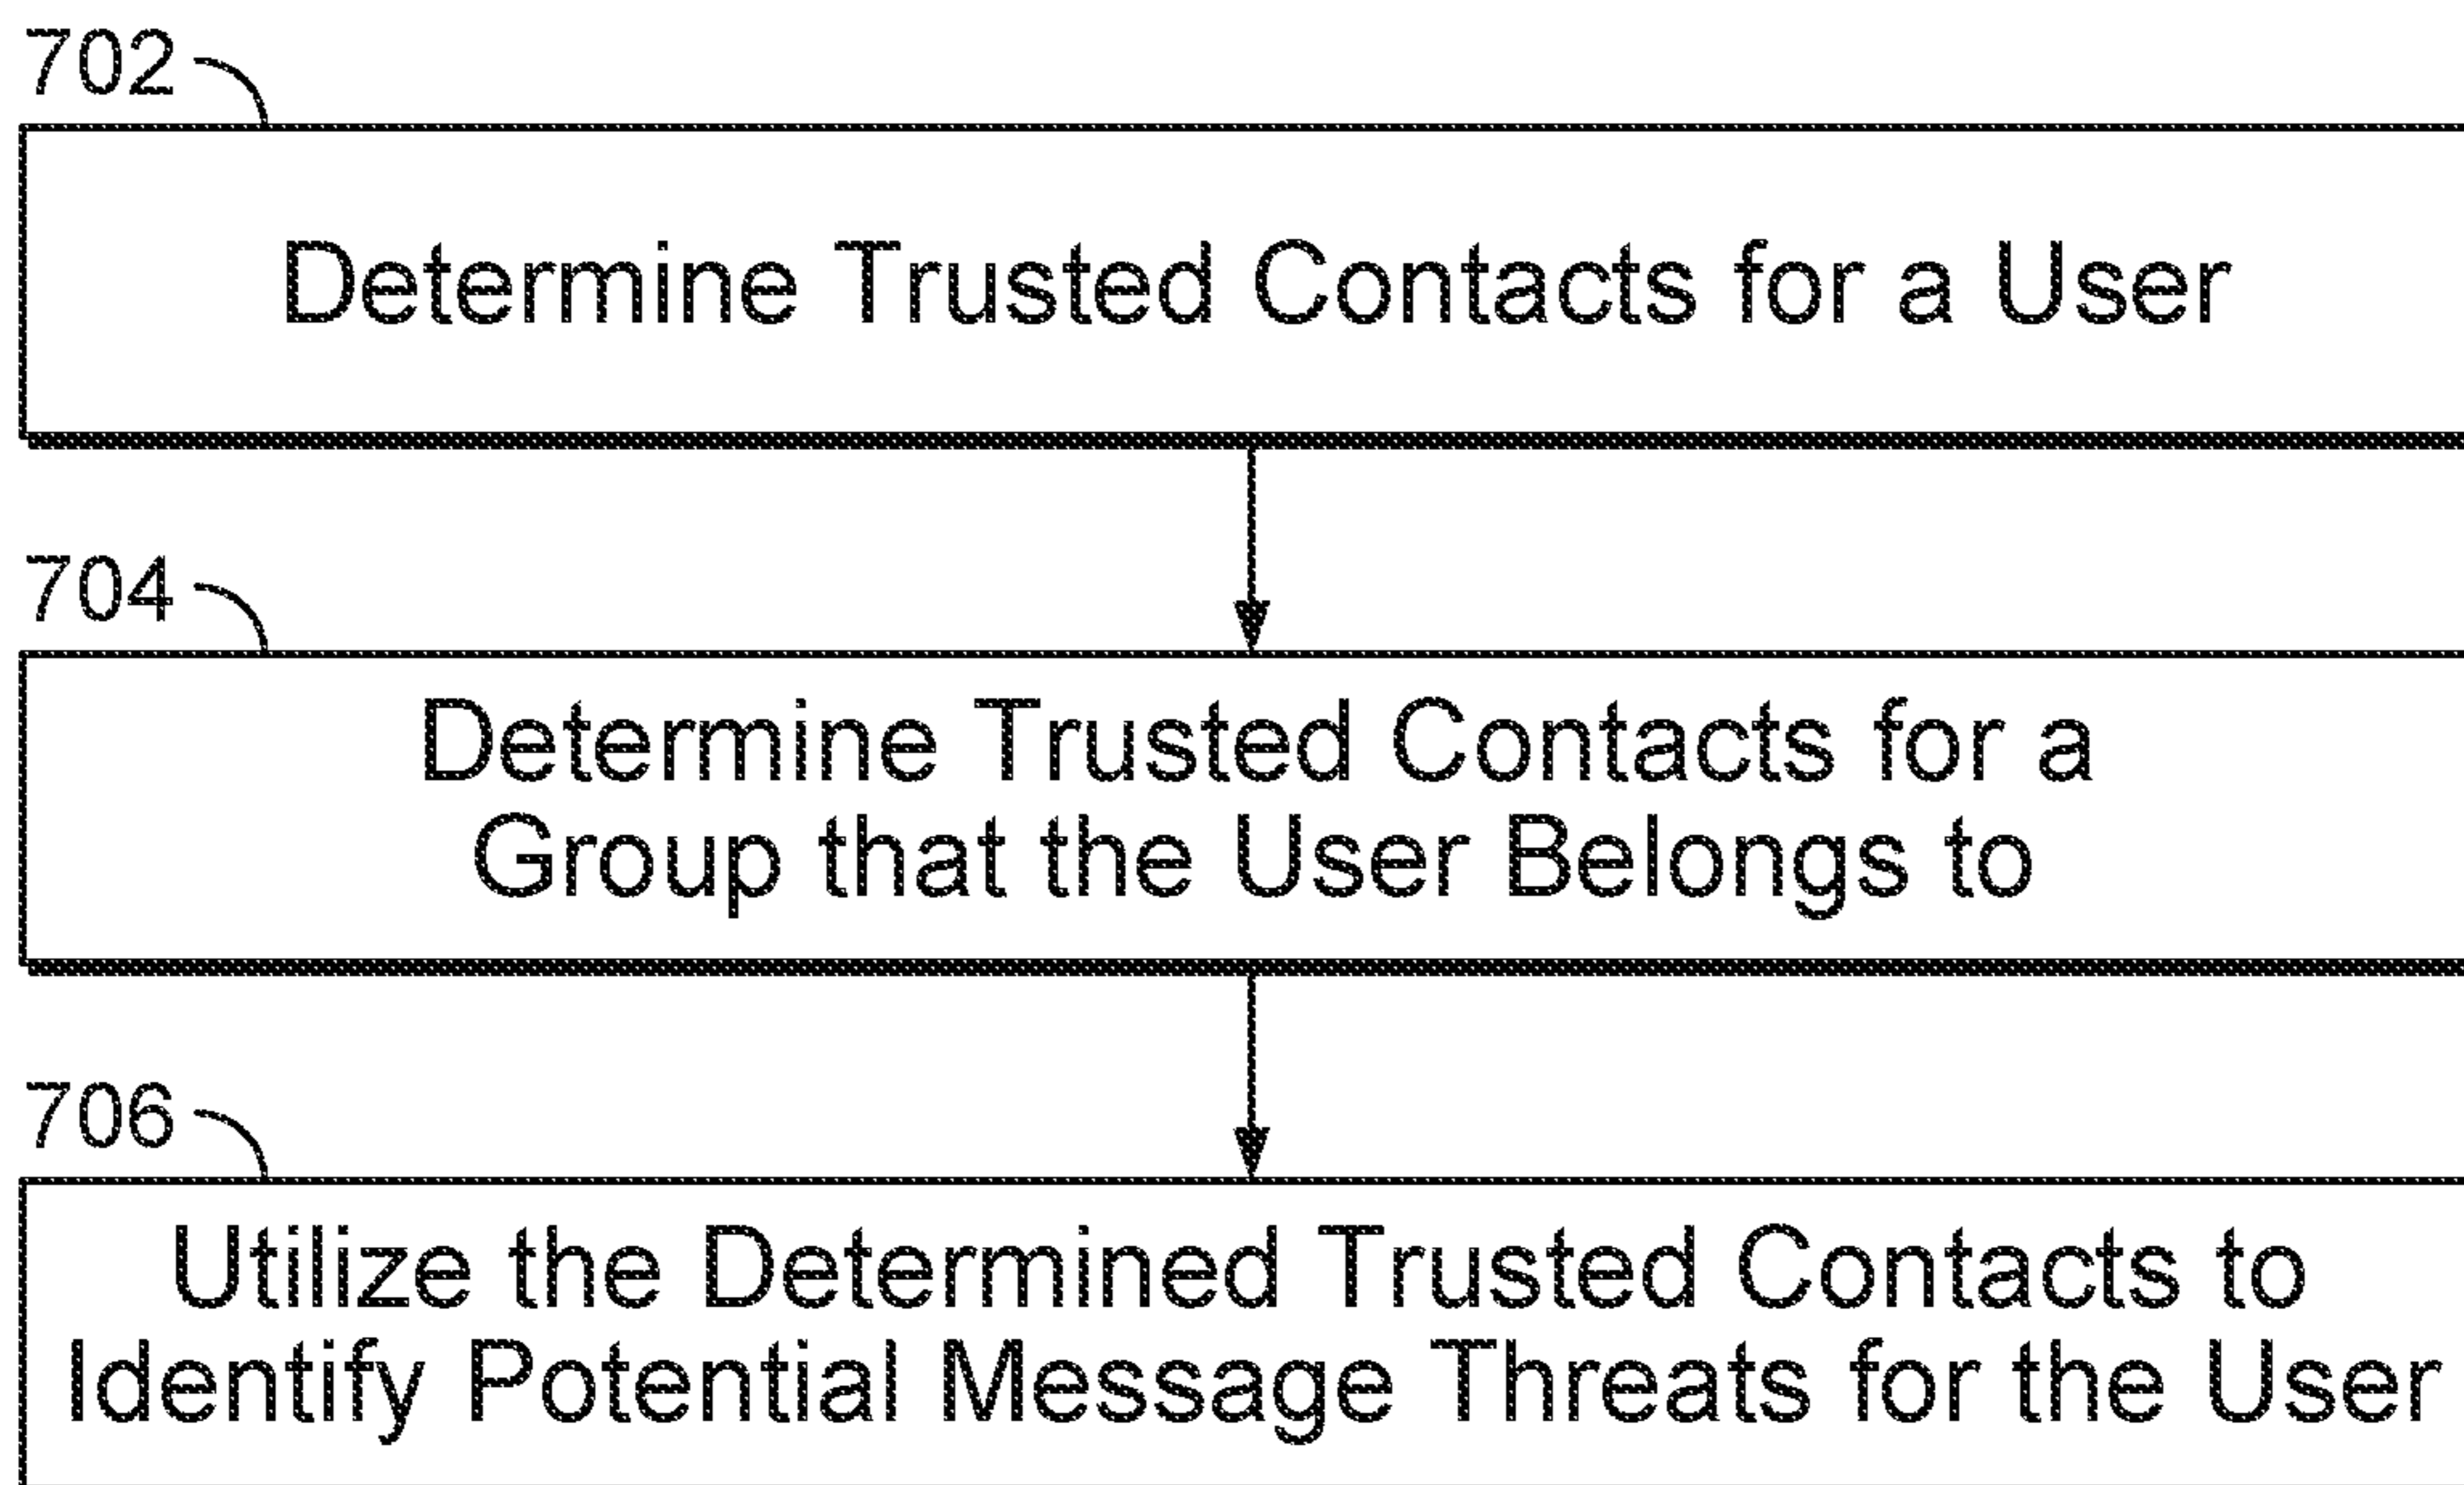 702
Determine Trusted Contacts for a User
704
Determine Trusted Contacts for a
Group that the User Belongs to
706
Utilize the Determined Trusted Contacts to
Identify Potential Message Threats for the User